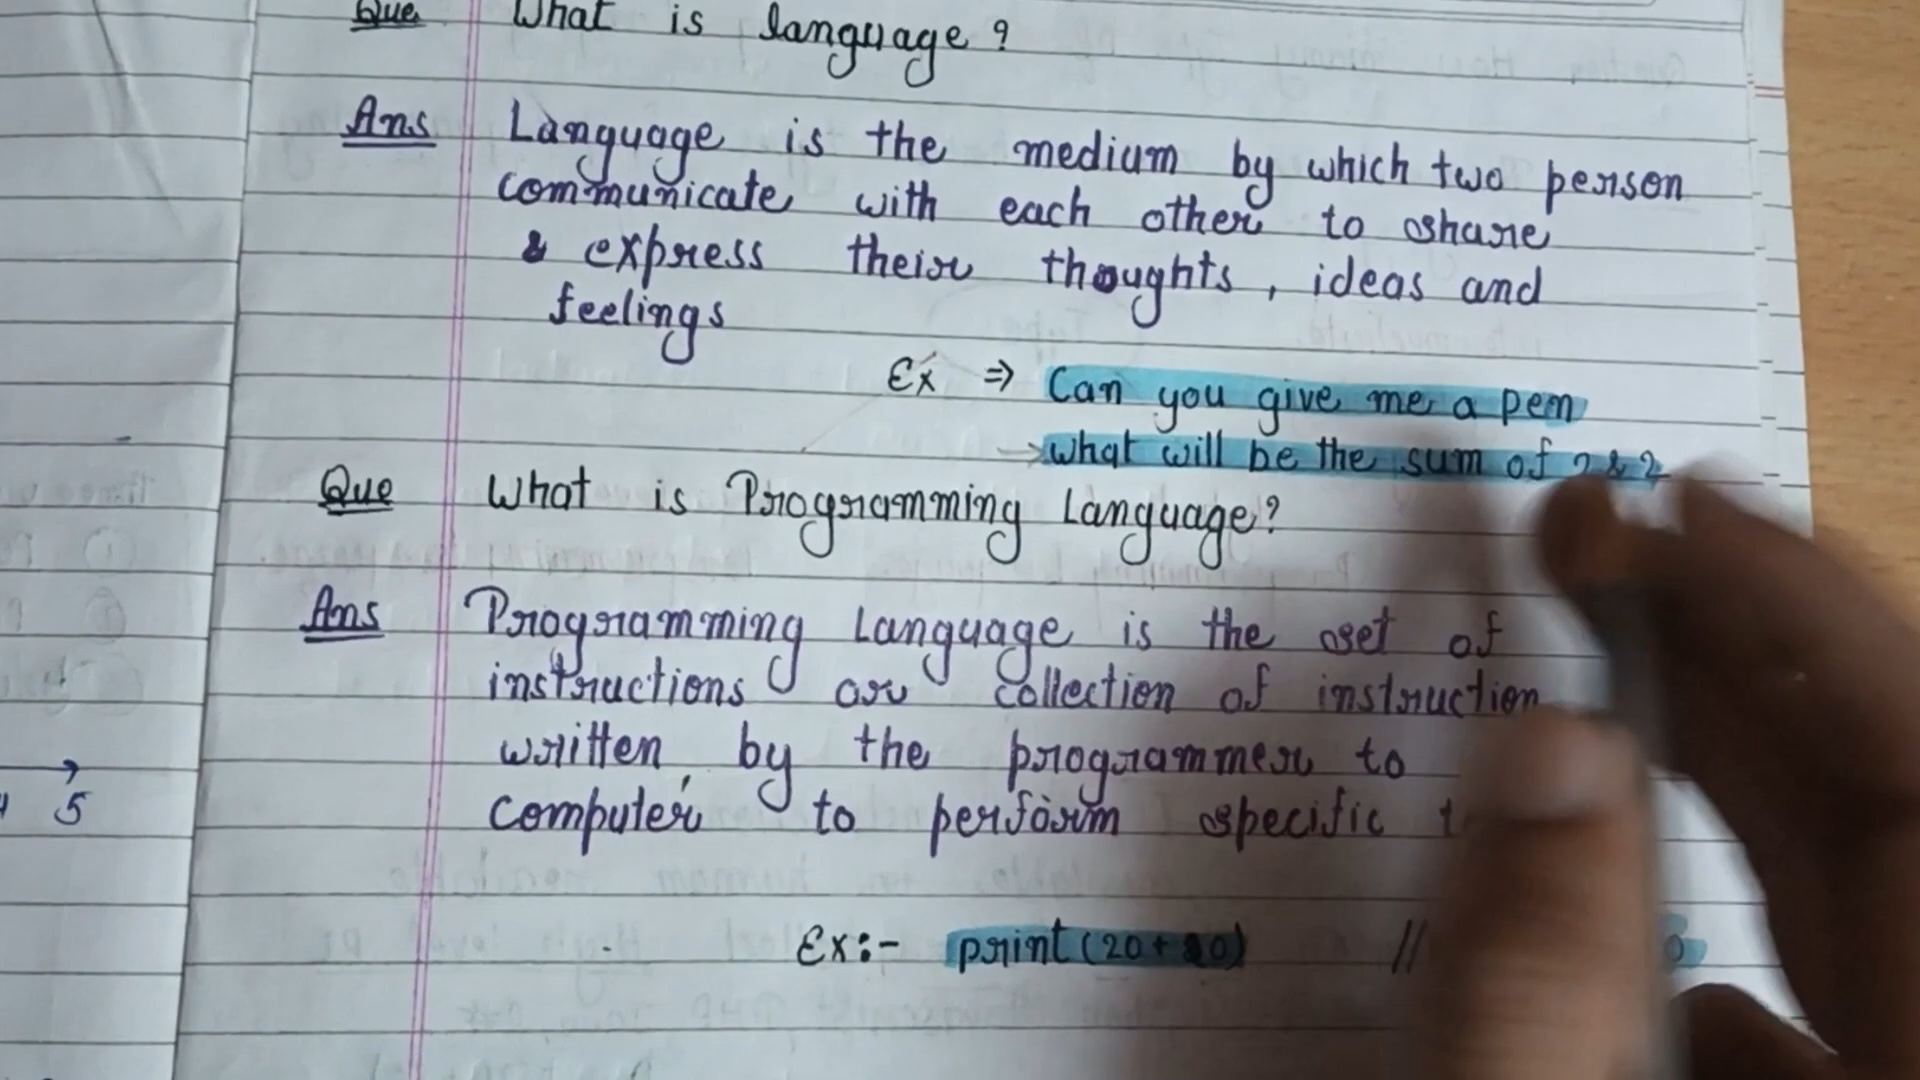 Que What is language?
Ans Language is the medium by which two person
communicate with each other to share
& express their thoughts, ideas and
feelings
Ex ⇒ Can you give me a pen
→ what will be the sum of 2 & 2
Que What is Programming Language?
Ans Programming Language is the set of
instructions or collection of instruction
written by the programmer to
computer to perform specific
5
Ex:- print(20+20) //